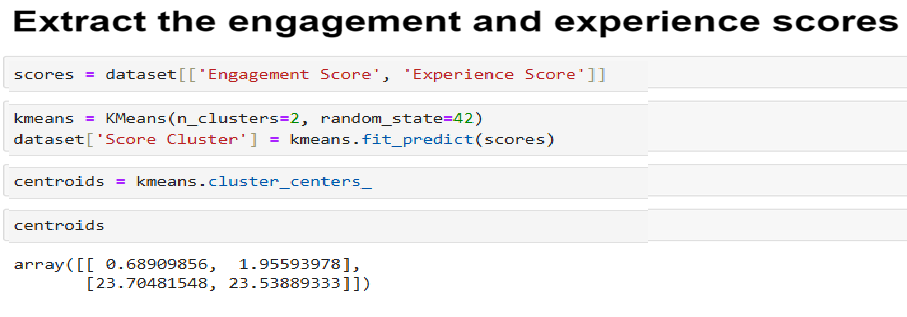 Extract the engagement and experience scores
scores = dataset[['Engagement Score', 'Experience Score']]
kmeans = KMeans(n_clusters=2, random_state=42)
dataset['Score Cluster'] = kmeans.fit_predict(scores)
centroids = kmeans.cluster_centers_
centroids
array([[ 0.68909856,  1.95593978],
       [23.70481548, 23.53889333]])